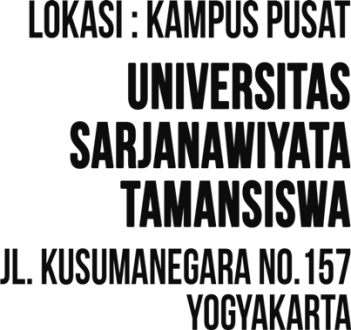 LOKASI : KAMPUS PUSAT
UNIVERSITAS
SARJANAWIYATA
TAMANSISWA
JL. KUSUMANEGARA NO.157
YOGYAKARTA